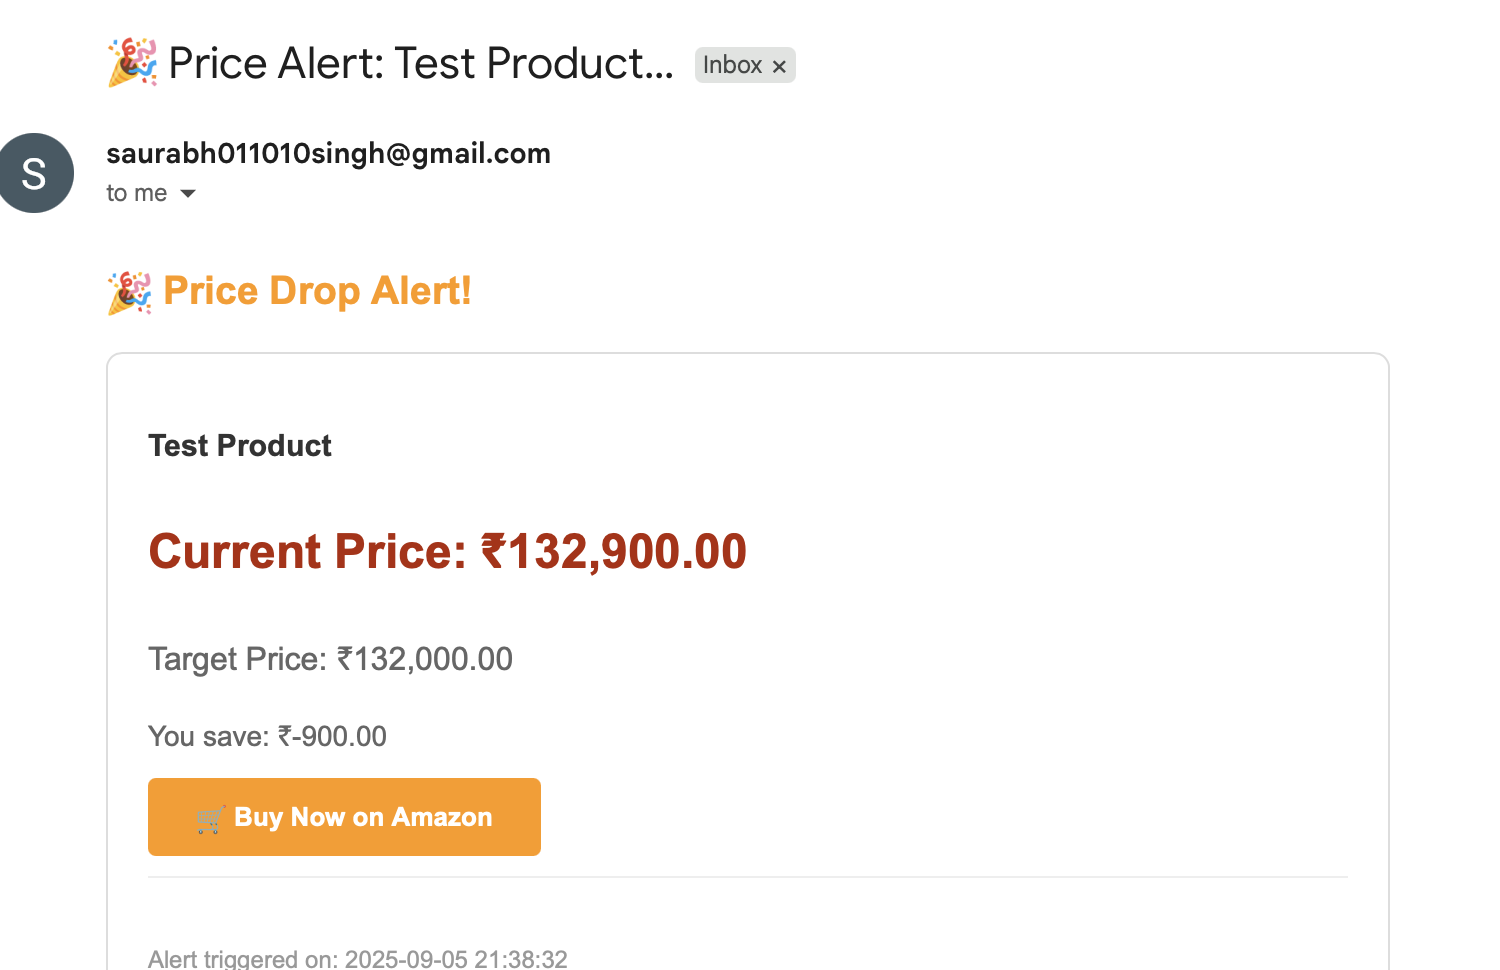 🎉 Price Alert: Test Product... Inbox ×
S
saurabh011010singh@gmail.com
to me
🎉 Price Drop Alert!
Test Product
Current Price: ₹132,900.00
Target Price: ₹132,000.00
You save: ₹-900.00
🛒 Buy Now on Amazon
Alert triggered on: 2025-09-05 21:38:32